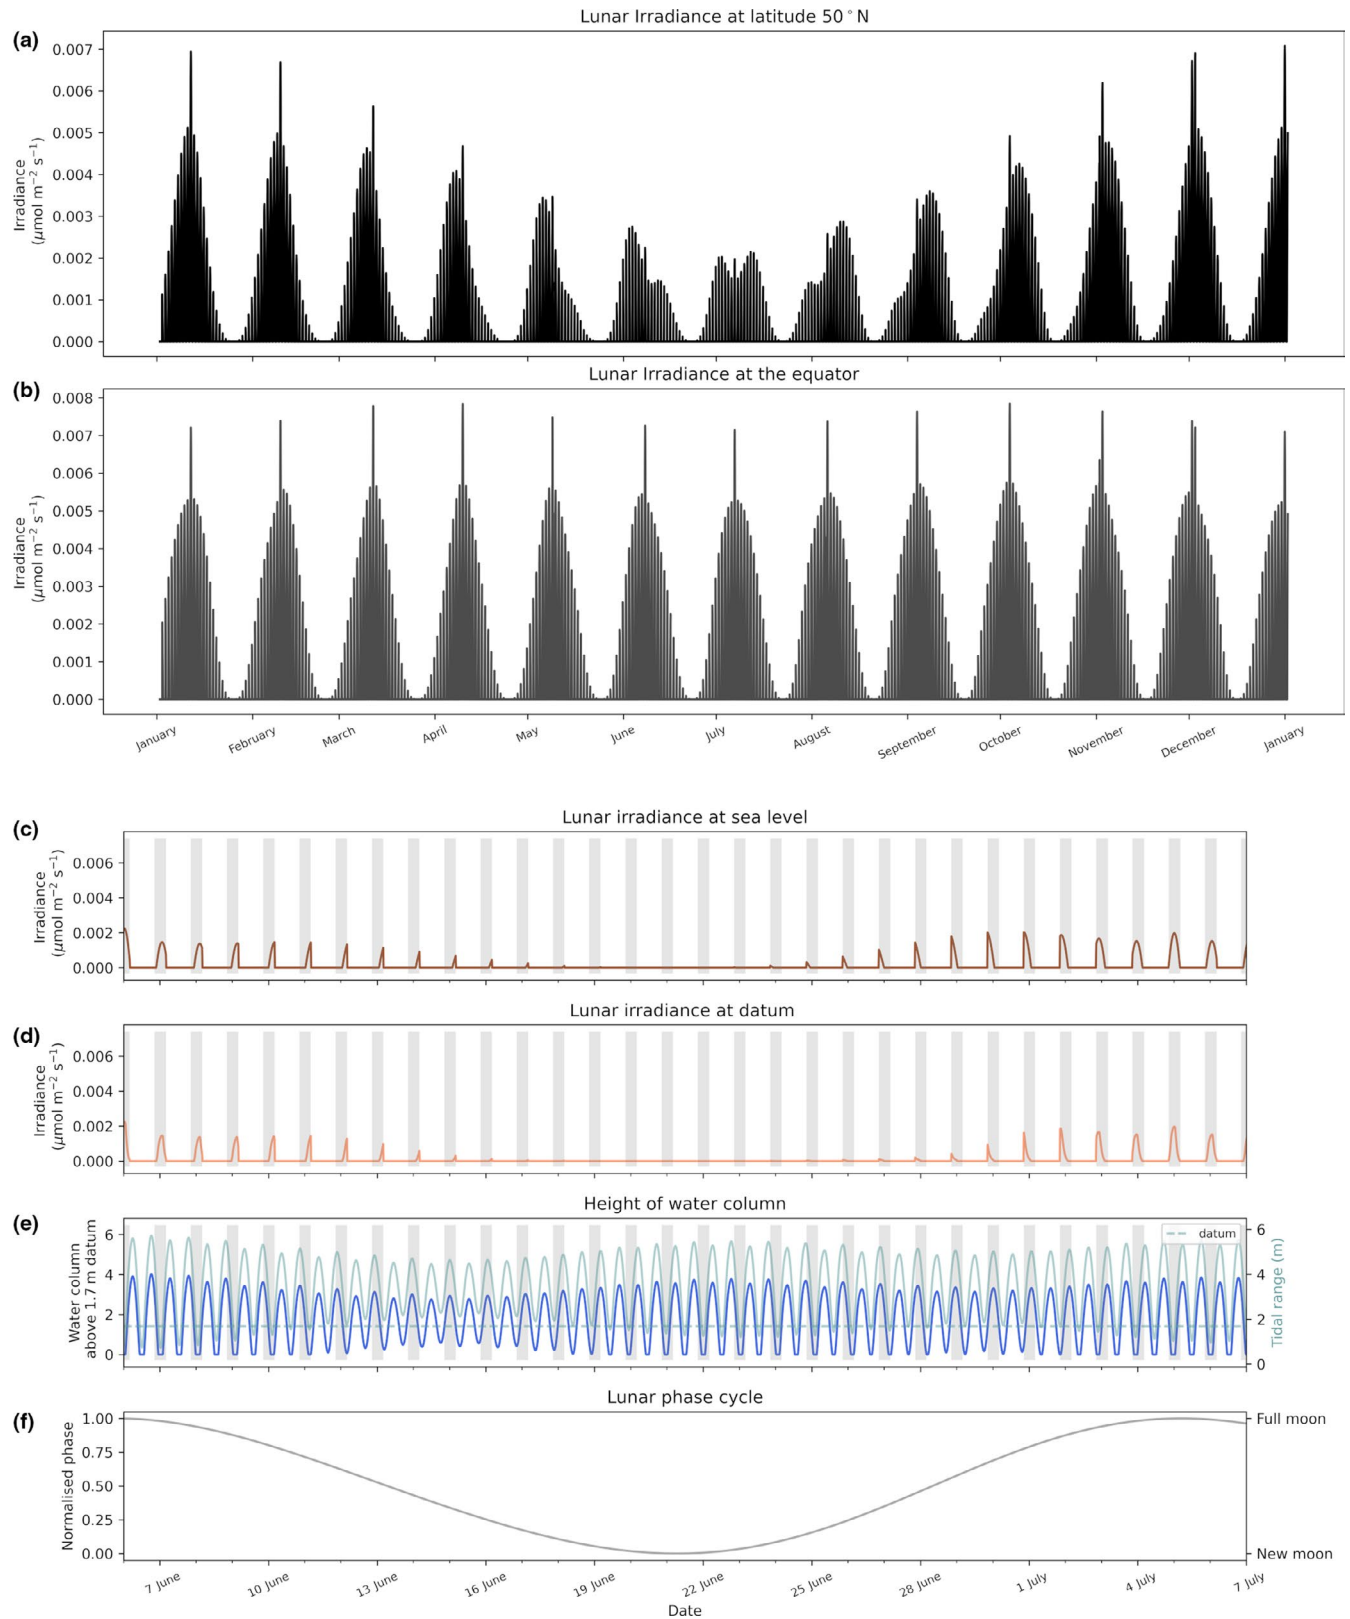 Lunar Irradiance at latitude 50°N
(a)
0.007
0.006
0.005
0.004
0.003
0.002
0.001
0.000
Irradiance
(μmol m⁻² s⁻¹)
Lunar Irradiance at the equator
(b)
0.008
0.007
0.006
0.005
0.004
0.003
0.002
0.001
0.000
Irradiance
(μmol m⁻² s⁻¹)
January February March April May June July August September October November December January
Lunar irradiance at sea level
(c)
0.006
0.004
0.002
0.000
Irradiance
(μmol m⁻² s⁻¹)
Lunar irradiance at datum
(d)
0.006
0.004
0.002
0.000
Irradiance
(μmol m⁻² s⁻¹)
Height of water column
(e)
6
4
2
0
Water column
above 1.7 m datum
datum
6
4
2
0
Tidal range (m)
Lunar phase cycle
(f)
1.00
0.75
0.50
0.25
0.00
Normalised phase
Full moon
New moon
7 June 10 June 13 June 16 June 19 June 22 June 25 June 28 June 1 July 4 July 7 July
Date